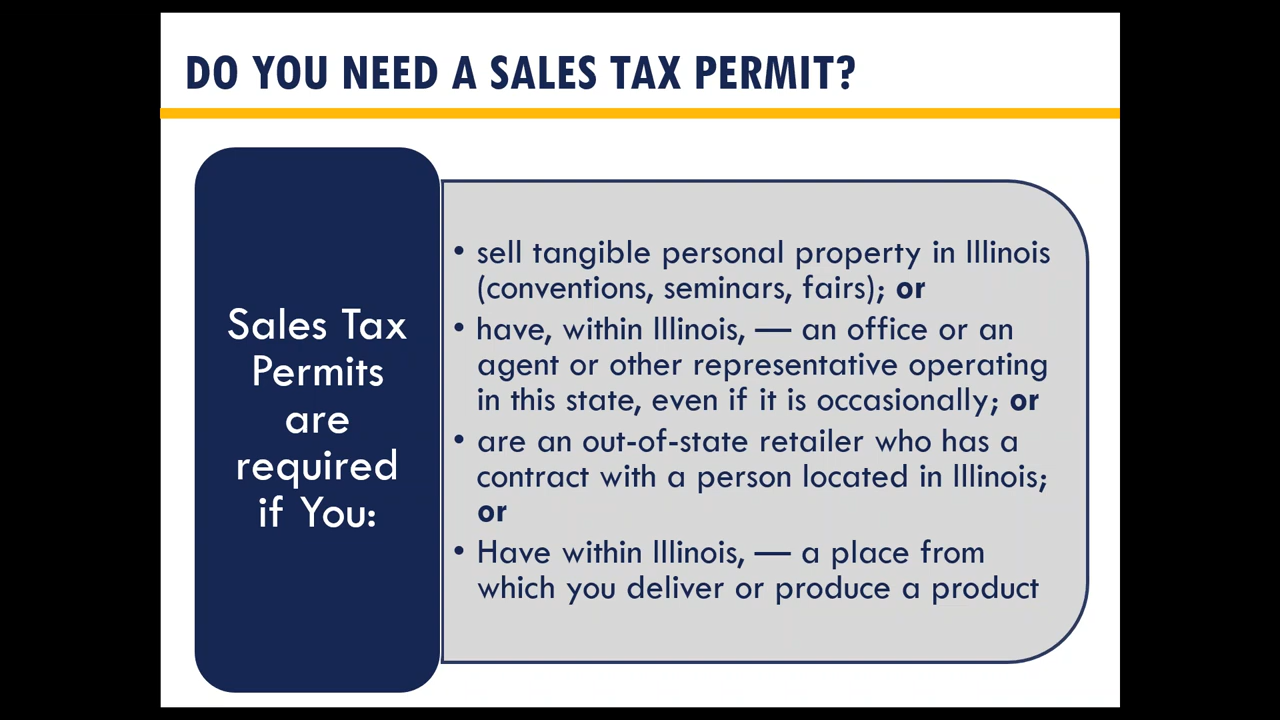 DO YOU NEED A SALES TAX PERMIT?
Sales Tax
Permits
are
required
if You:
• sell tangible personal property in Illinois
(conventions, seminars, fairs); or
• have, within Illinois, — an office or an
agent or other representative operating
in this state, even if it is occasionally; or
• are an out-of-state retailer who has a
contract with a person located in Illinois;
or
• Have within Illinois, — a place from
which you deliver or produce a product